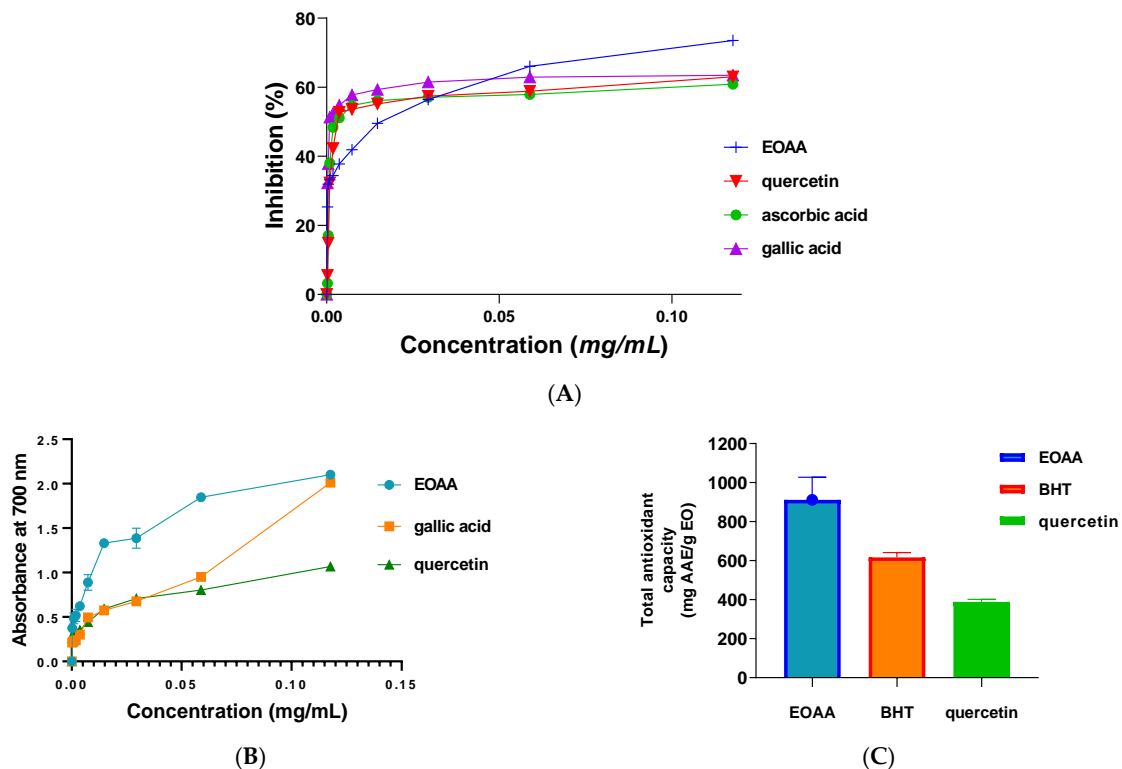 80
60
40
20
0
Inhibition (%)
0.00
0.05
0.10
Concentration (mg/mL)
EOAA
quercetin
ascorbic acid
gallic acid
(A)
2.5
2.0
1.5
1.0
0.5
0.0
Absorbance at 700 nm
0.00
0.05
0.10
0.15
Concentration (mg/mL)
EOAA
gallic acid
quercetin
(B)
1200
1000
800
600
400
200
0
Total antioxidant
capacity
(mg AAE/g EO)
EOAA
BHT
quercetin
EOAA
BHT
quercetin
(C)